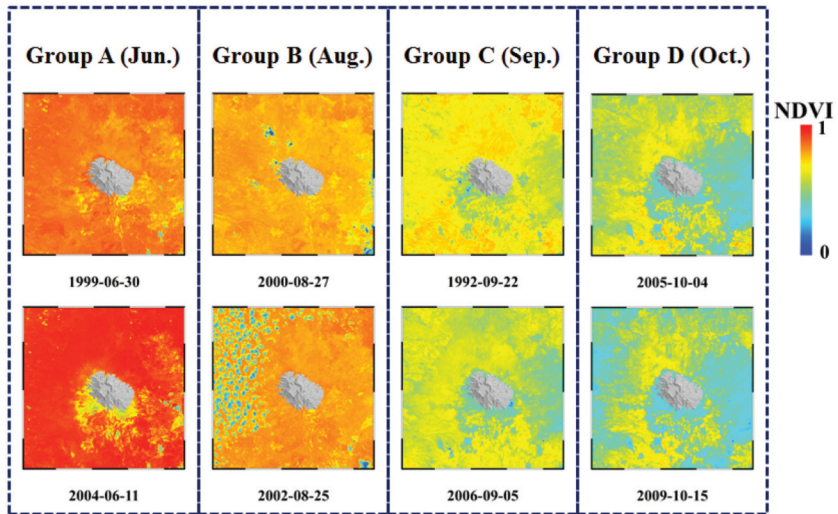 Group A (Jun.)
Group B (Aug.)
Group C (Sep.)
Group D (Oct.)
NDVI
1
0
1999-06-30
2000-08-27
1992-09-22
2005-10-04
2004-06-11
2002-08-25
2006-09-05
2009-10-15